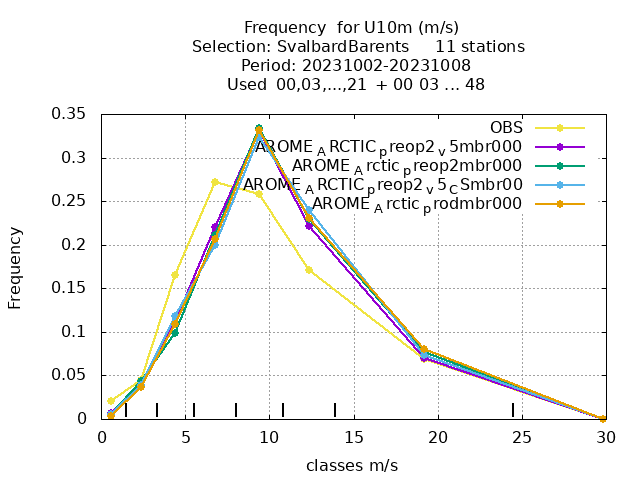 Frequency for U10m (m/s)
Selection: SvalbardBarents 11 stations
Period: 20231002-20231008
Used 00,03,...,21 + 00 03 ... 48
0.35
0.3
0.25
0.2
0.15
0.1
0.05
0
Frequency
OBS
AROME_ARCTIC_preop2_v5mbr000
AROME_Arctic_preop2mbr000
AROME_ARCTIC_preop2_v5_CSmbr00
AROME_Arctic_prodmbr000
0 5 10 15 20 25 30
classes m/s